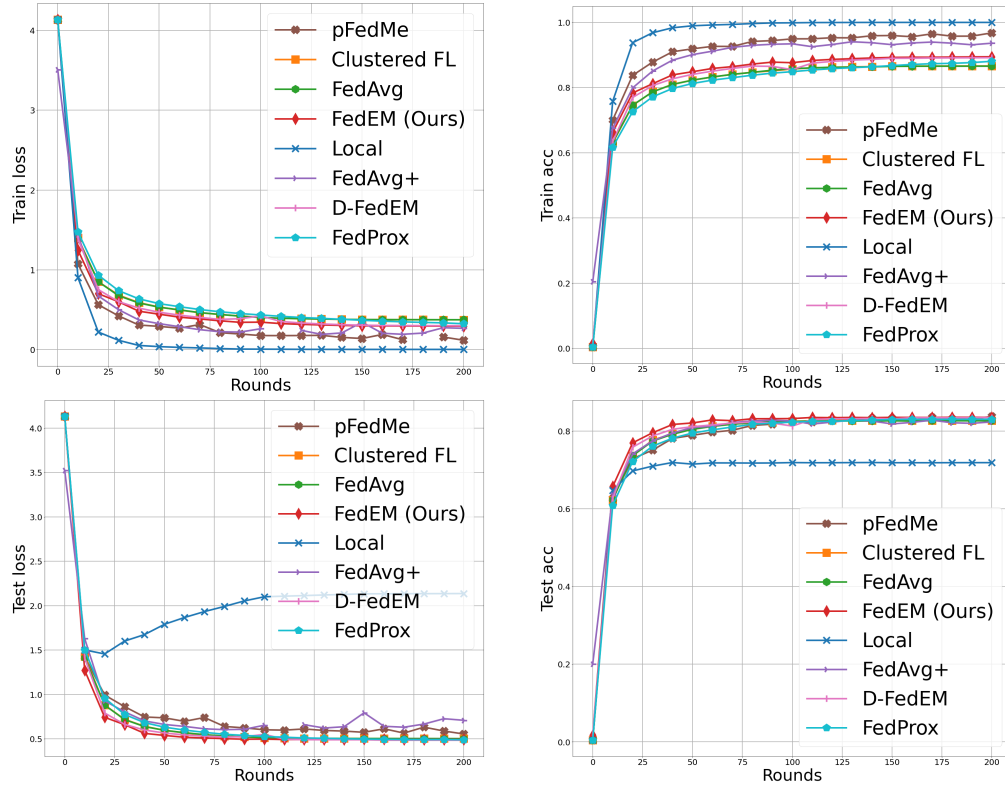 Train loss
4
3
2
1
0
0
25
50
75
100
125
150
175
200
Rounds
pFedMe
Clustered FL
FedAvg
FedEM (Ours)
Local
FedAvg+
D-FedEM
FedProx
Train acc
1.0
0.8
0.6
0.4
0.2
0.0
0
25
50
75
100
125
150
175
200
Rounds
pFedMe
Clustered FL
FedAvg
FedEM (Ours)
Local
FedAvg+
D-FedEM
FedProx
Test loss
4.0
3.5
3.0
2.5
2.0
1.5
1.0
0.5
0
25
50
75
100
125
150
175
200
Rounds
pFedMe
Clustered FL
FedAvg
FedEM (Ours)
Local
FedAvg+
D-FedEM
FedProx
Test acc
0.8
0.6
0.4
0.2
0.0
0
25
50
75
100
125
150
175
200
Rounds
pFedMe
Clustered FL
FedAvg
FedEM (Ours)
Local
FedAvg+
D-FedEM
FedProx